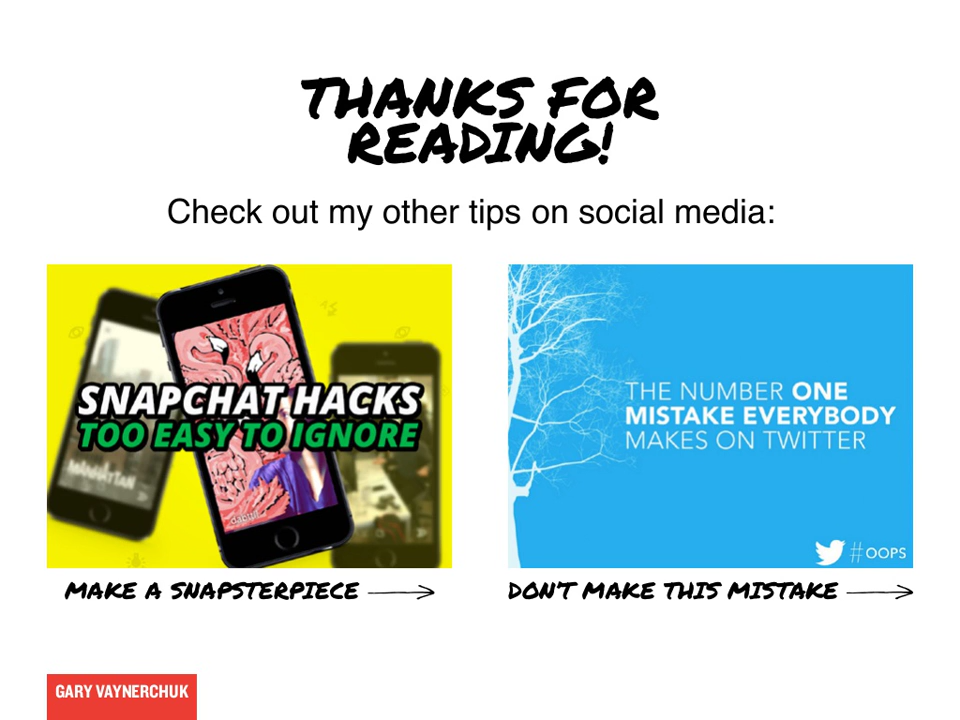 THANKS FOR
READING!
Check out my other tips on social media:
SNAPCHAT HACKS
TOO EASY TO IGNORE
MANHATTAN
THE NUMBER ONE
MISTAKE EVERYBODY
MAKES ON TWITTER
#OOPS
MAKE A SNAPSTERPIECE
DON'T MAKE THIS MISTAKE
GARY VAYNERCHUK